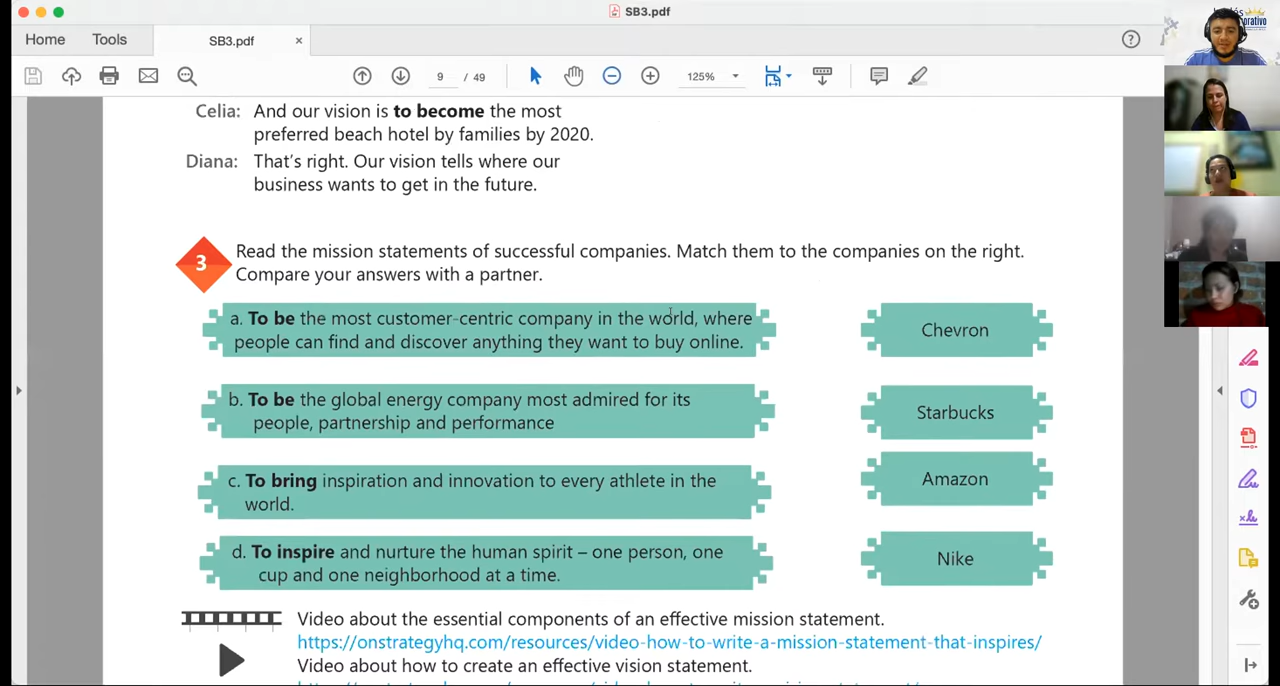 SB3.pdf
Home
Tools
SB3.pdf
×
9 / 49
125%
Celia: And our vision is to become the most
preferred beach hotel by families by 2020.
Diana: That's right. Our vision tells where our
business wants to get in the future.
3
Read the mission statements of successful companies. Match them to the companies on the right.
Compare your answers with a partner.
a. To be the most customer-centric company in the world, where
people can find and discover anything they want to buy online.
Chevron
b. To be the global energy company most admired for its
people, partnership and performance
Starbucks
c. To bring inspiration and innovation to every athlete in the
world.
Amazon
d. To inspire and nurture the human spirit – one person, one
cup and one neighborhood at a time.
Nike
Video about the essential components of an effective mission statement.
https://onstrategyhq.com/resources/video-how-to-write-a-mission-statement-that-inspires/
Video about how to create an effective vision statement.